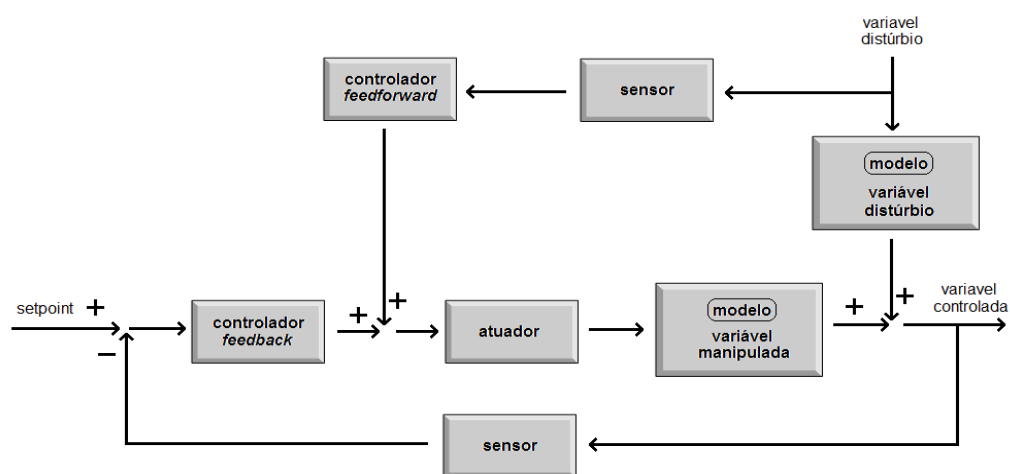 variavel
distúrbio
controlador
feedforward
sensor
modelo
variável
distúrbio
setpoint +
−
controlador
feedback
+
+
atuador
modelo
variável
manipulada
+
+
variavel
controlada
sensor